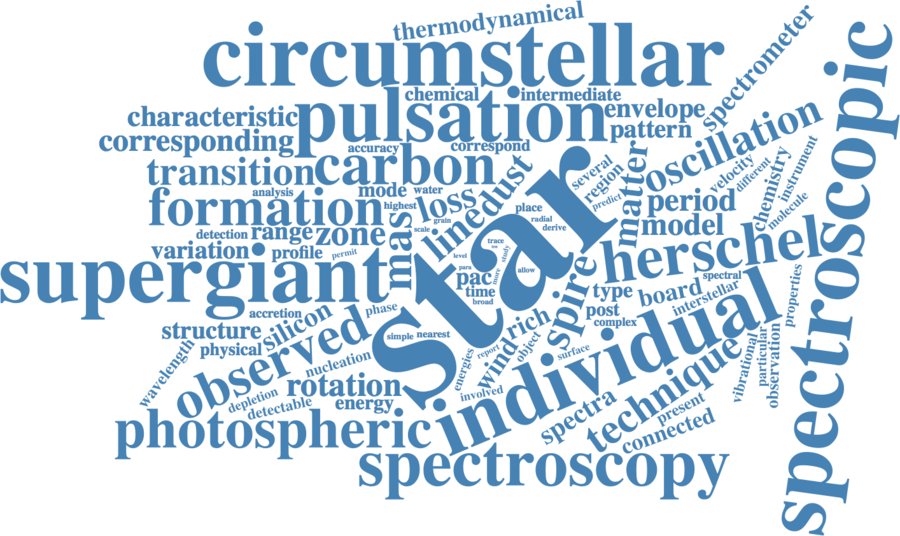 thermodynamical
circumstellar
spectrometer
spectroscopic
chemical
intermediate
characteristic
pulsation
envelope
corresponding
pattern
accuracy
correspond
oscillation
transition
carbon
several
region
predict
matter
velocity
different
chemistry
instrument
molecule
analysis
mode
water
formation
highest
loss
grain
scale
linedust
place
radial
derive
period
model
detection
range
zone
mas
variation
profile
permit
star
trace
ss
study
more
level
para
allow
herschel
supergiant
pac
time
broad
spire
type
board
spectral
interstellar
properties
accretion
phase
post
complex
structure
silicon
physical
observed
simple
nearest
rich
wind
object
report
surface
individual
wavelength
nucleation
energies
involved
vibrational
particular
observation
depletion
detectable
rotation
energy
technique
present
connected
spectra
photospheric
spectroscopy